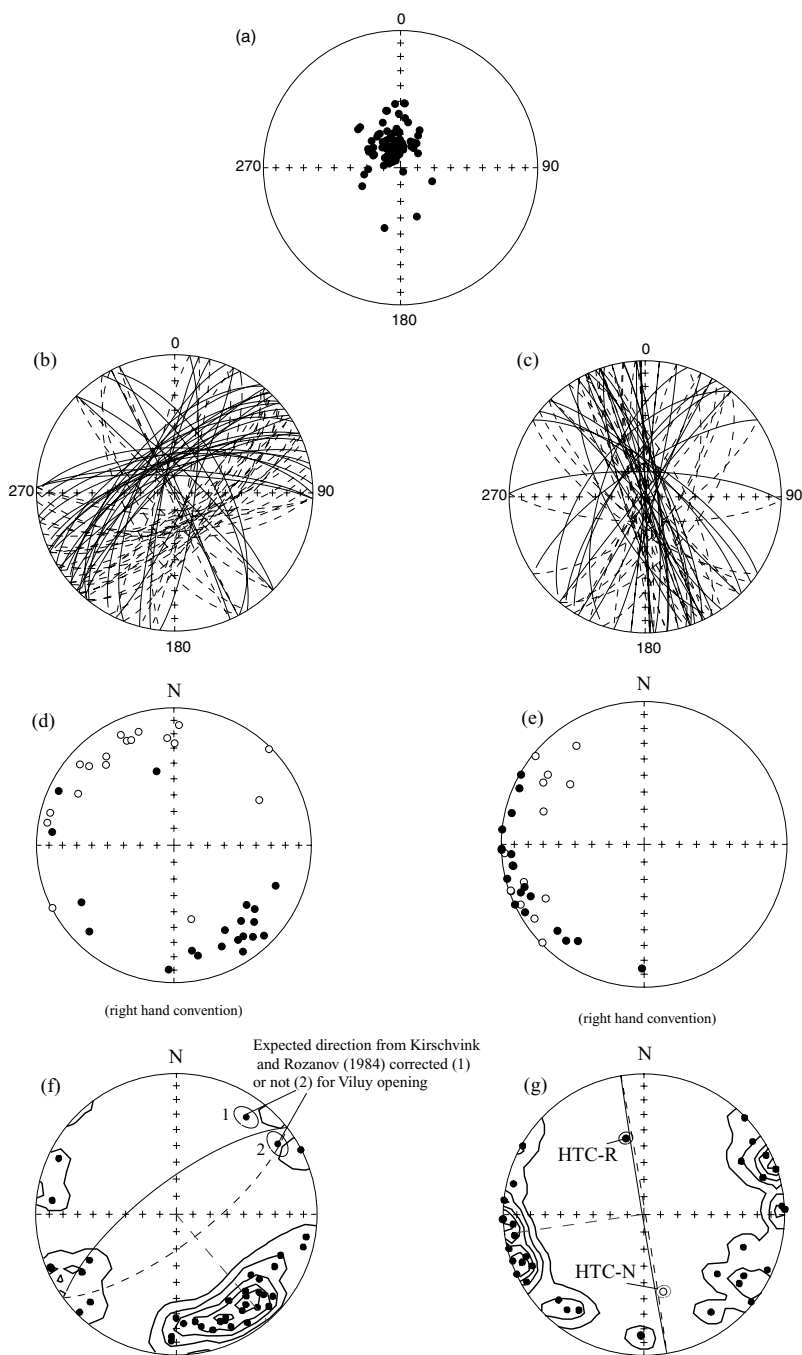 (a)
0
270
90
180
(b)
0
270
90
180
(c)
0
270
90
180
(d)
N
(right hand convention)
(e)
N
(right hand convention)
(f)
N
Expected direction from Kirschvink
and Rozanov (1984) corrected (1)
or not (2) for Viluy opening
1
2
(g)
N
HTC-R
HTC-N